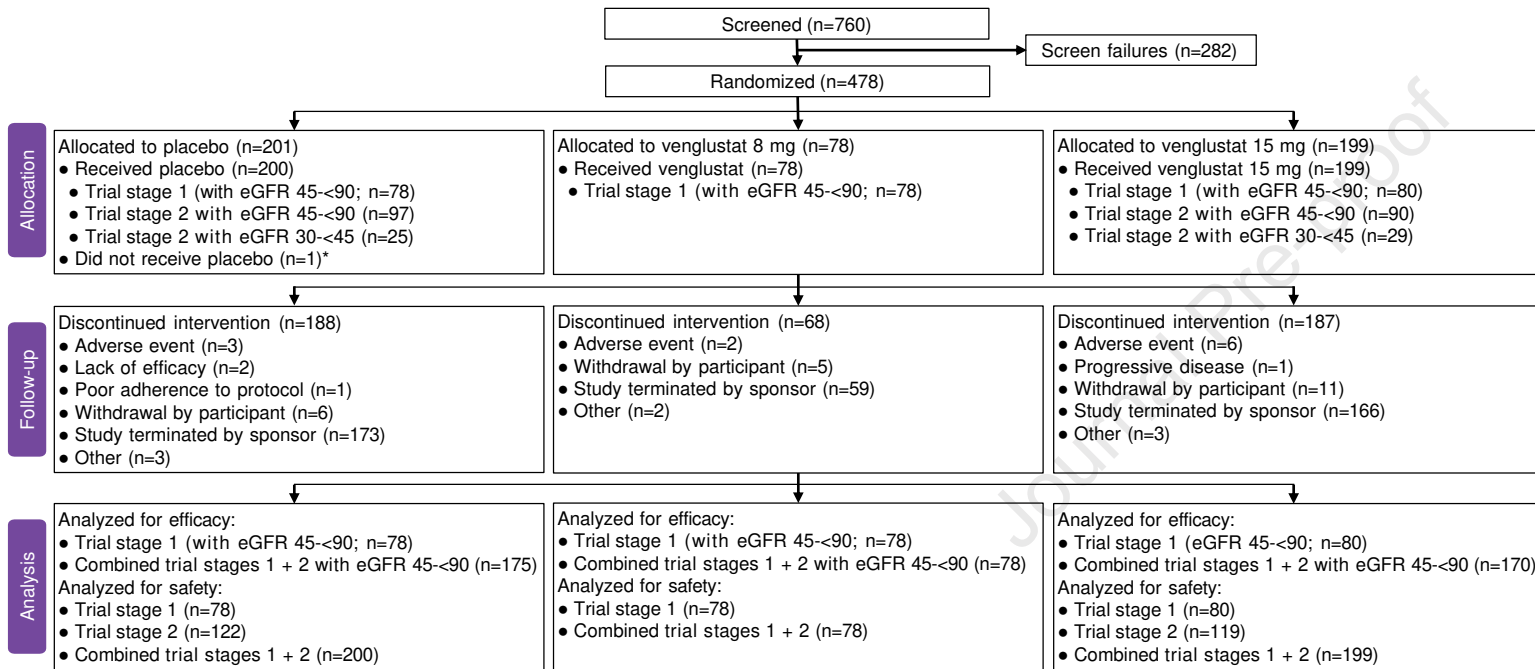 Screened (n=760)
Screen failures (n=282)
Randomized (n=478)
Allocation
Allocated to placebo (n=201)
● Received placebo (n=200)
● Trial stage 1 (with eGFR 45-<90; n=78)
● Trial stage 2 with eGFR 45-<90 (n=97)
● Trial stage 2 with eGFR 30-<45 (n=25)
● Did not receive placebo (n=1)*
Allocated to venglustat 8 mg (n=78)
● Received venglustat (n=78)
● Trial stage 1 (with eGFR 45-<90; n=78)
Allocated to venglustat 15 mg (n=199)
● Received venglustat 15 mg (n=199)
● Trial stage 1 (with eGFR 45-<90; n=80)
● Trial stage 2 with eGFR 45-<90 (n=90)
● Trial stage 2 with eGFR 30-<45 (n=29)
Follow-up
Discontinued intervention (n=188)
● Adverse event (n=3)
● Lack of efficacy (n=2)
● Poor adherence to protocol (n=1)
● Withdrawal by participant (n=6)
● Study terminated by sponsor (n=173)
● Other (n=3)
Discontinued intervention (n=68)
● Adverse event (n=2)
● Withdrawal by participant (n=5)
● Study terminated by sponsor (n=59)
● Other (n=2)
Discontinued intervention (n=187)
● Adverse event (n=6)
● Progressive disease (n=1)
● Withdrawal by participant (n=11)
● Study terminated by sponsor (n=166)
● Other (n=3)
Analysis
Analyzed for efficacy:
● Trial stage 1 (with eGFR 45-<90; n=78)
● Combined trial stages 1 + 2 with eGFR 45-<90 (n=175)
Analyzed for safety:
● Trial stage 1 (n=78)
● Trial stage 2 (n=122)
● Combined trial stages 1 + 2 (n=200)
Analyzed for efficacy:
● Trial stage 1 (with eGFR 45-<90; n=78)
● Combined trial stages 1 + 2 with eGFR 45-<90 (n=78)
Analyzed for safety:
● Trial stage 1 (n=78)
● Combined trial stages 1 + 2 (n=78)
Analyzed for efficacy:
● Trial stage 1 (eGFR 45-<90; n=80)
● Combined trial stages 1 + 2 with eGFR 45-<90 (n=170)
Analyzed for safety:
● Trial stage 1 (n=80)
● Trial stage 2 (n=119)
● Combined trial stages 1 + 2 (n=199)
Journal Pre-proof